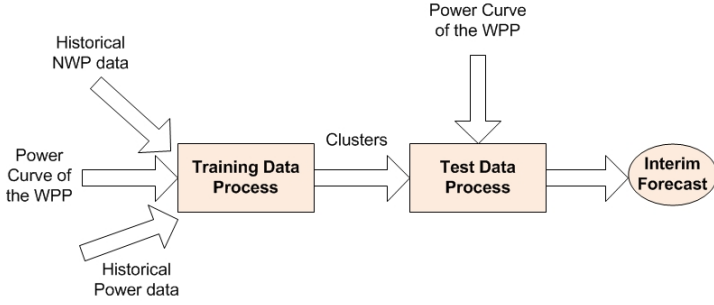 Historical
NWP data
Power
Curve of
the WPP
Historical
Power data
Training Data
Process
Clusters
Power Curve
of the WPP
Test Data
Process
Interim
Forecast